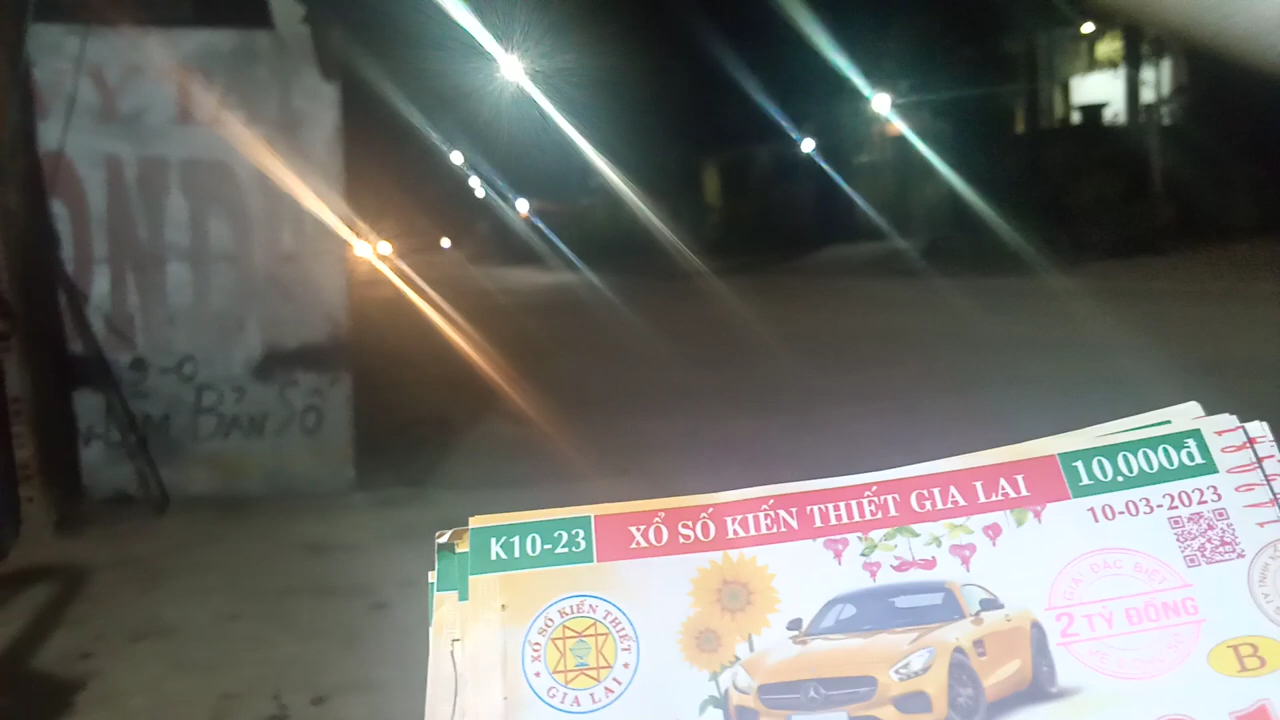 BÁN SỐ
K10-23
XỔ SỐ KIẾN THIẾT GIA LAI
10.000đ
10-03-2023
XỔ SỐ KIẾN THIẾT
GIA LAI
GIẢI ĐẶC BIỆT
2 TỶ ĐỒNG
B